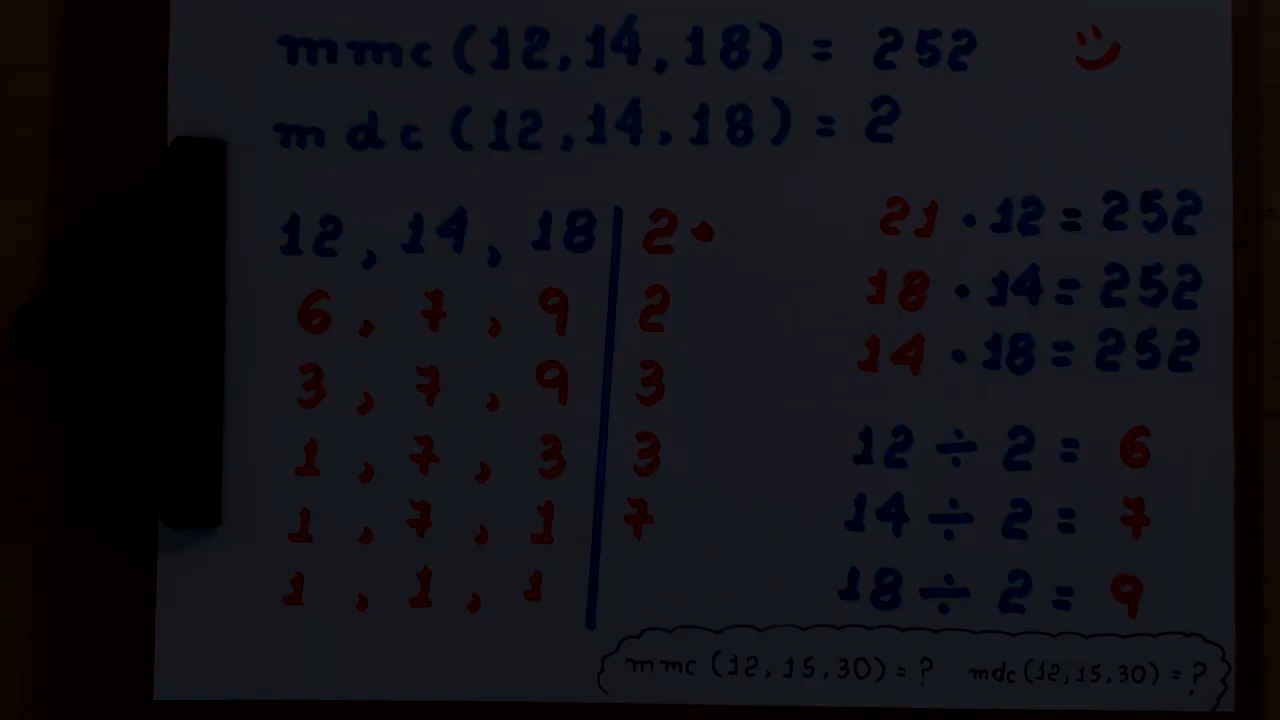 mmc (12,14,18) = 252
mdc (12,14,18) = 2
12 , 14 , 18 | 2 •
6 , 7 , 9 | 2
3 , 7 , 9 | 3
1 , 7 , 3 | 3
1 , 7 , 1 | 7
1 , 1 , 1
21 · 12 = 252
18 · 14 = 252
14 · 18 = 252
12 ÷ 2 = 6
14 ÷ 2 = 7
18 ÷ 2 = 9
mmc (12,15,30) = ? mdc (12,15,30) = ?